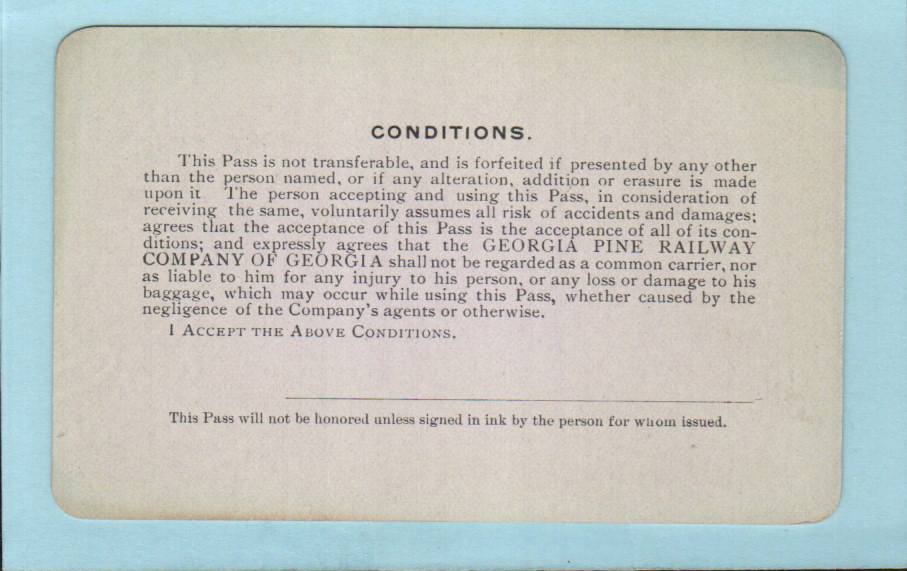 CONDITIONS.
This Pass is not transferable, and is forfeited if presented by any other
than the person named, or if any alteration, addition or erasure is made
upon it The person accepting and using this Pass, in consideration of
receiving the same, voluntarily assumes all risk of accidents and damages;
agrees that the acceptance of this Pass is the acceptance of all of its con-
ditions; and expressly agrees that the GEORGIA PINE RAILWAY
COMPANY OF GEORGIA shall not be regarded as a common carrier, nor
as liable to him for any injury to his person, or any loss or damage to his
baggage, which may occur while using this Pass, whether caused by the
negligence of the Company's agents or otherwise.
I ACCEPT THE ABOVE CONDITIONS.
This Pass will not be honored unless signed in ink by the person for whom issued.